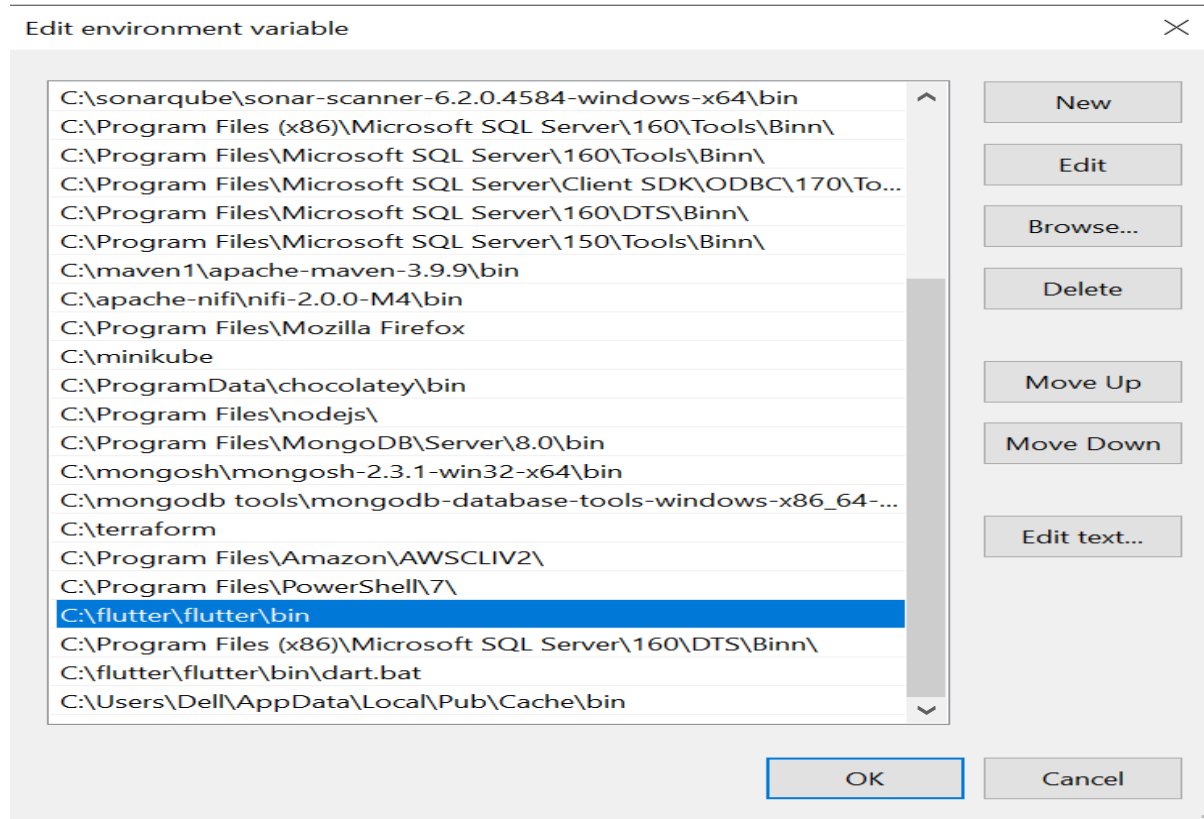 Edit environment variable
C:\sonarqube\sonar-scanner-6.2.0.4584-windows-x64\bin
C:\Program Files (x86)\Microsoft SQL Server\160\Tools\Binn\
C:\Program Files\Microsoft SQL Server\160\Tools\Binn\
C:\Program Files\Microsoft SQL Server\Client SDK\ODBC\170\To...
C:\Program Files\Microsoft SQL Server\160\DTS\Binn\
C:\Program Files\Microsoft SQL Server\150\Tools\Binn\
C:\maven1\apache-maven-3.9.9\bin
C:\apache-nifi\nifi-2.0.0-M4\bin
C:\Program Files\Mozilla Firefox
C:\minikube
C:\ProgramData\chocolatey\bin
C:\Program Files\nodejs\
C:\Program Files\MongoDB\Server\8.0\bin
C:\mongosh\mongosh-2.3.1-win32-x64\bin
C:\mongodb tools\mongodb-database-tools-windows-x86_64-...
C:\terraform
C:\Program Files\Amazon\AWSCLIV2\
C:\Program Files\PowerShell\7\
C:\flutter\flutter\bin
C:\Program Files (x86)\Microsoft SQL Server\160\DTS\Binn\
C:\flutter\flutter\bin\dart.bat
C:\Users\Dell\AppData\Local\Pub\Cache\bin
New
Edit
Browse...
Delete
Move Up
Move Down
Edit text...
OK
Cancel